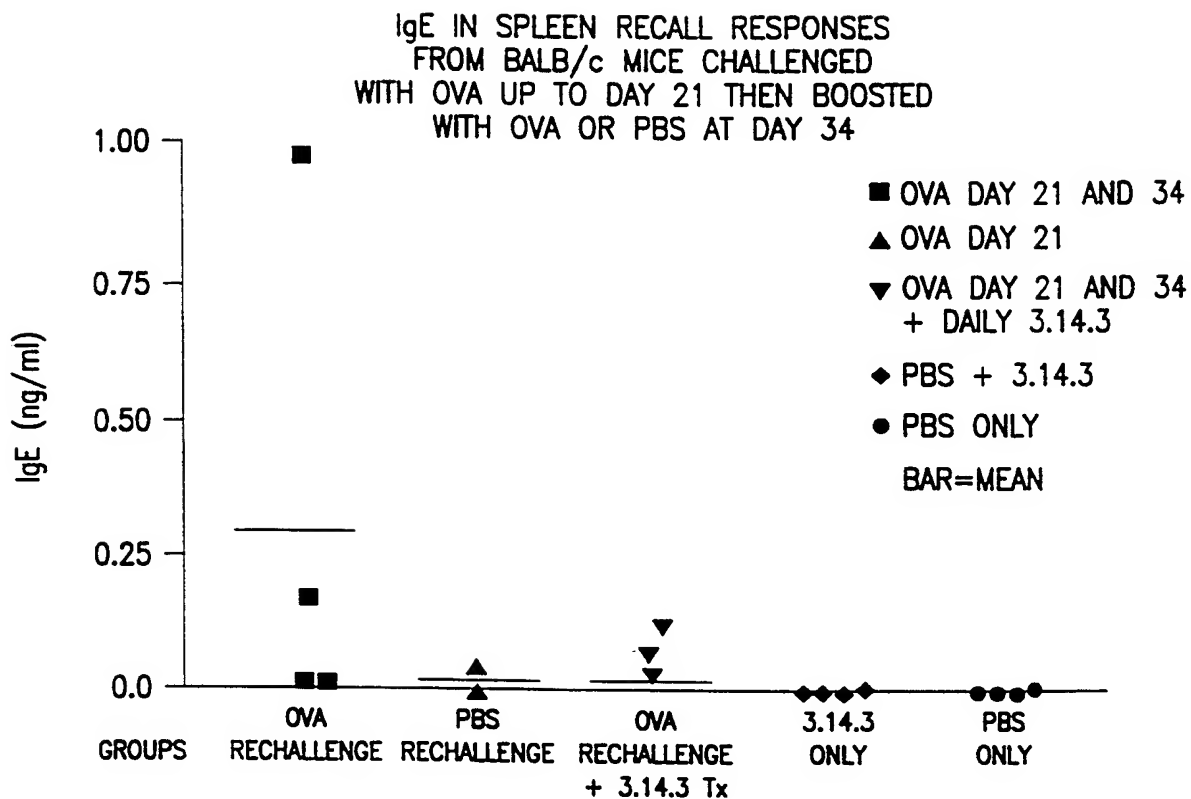 IgE IN SPLEEN RECALL RESPONSES
FROM BALB/c MICE CHALLENGED
WITH OVA UP TO DAY 21 THEN BOOSTED
WITH OVA OR PBS AT DAY 34
1.00
0.75
0.50
0.25
0.0
IgE (ng/ml)
OVA DAY 21 AND 34
OVA DAY 21
OVA DAY 21 AND 34
+ DAILY 3.14.3
PBS + 3.14.3
PBS ONLY
BAR=MEAN
GROUPS
OVA
RECHALLENGE
PBS
RECHALLENGE
OVA
RECHALLENGE
+ 3.14.3 Tx
3.14.3
ONLY
PBS
ONLY